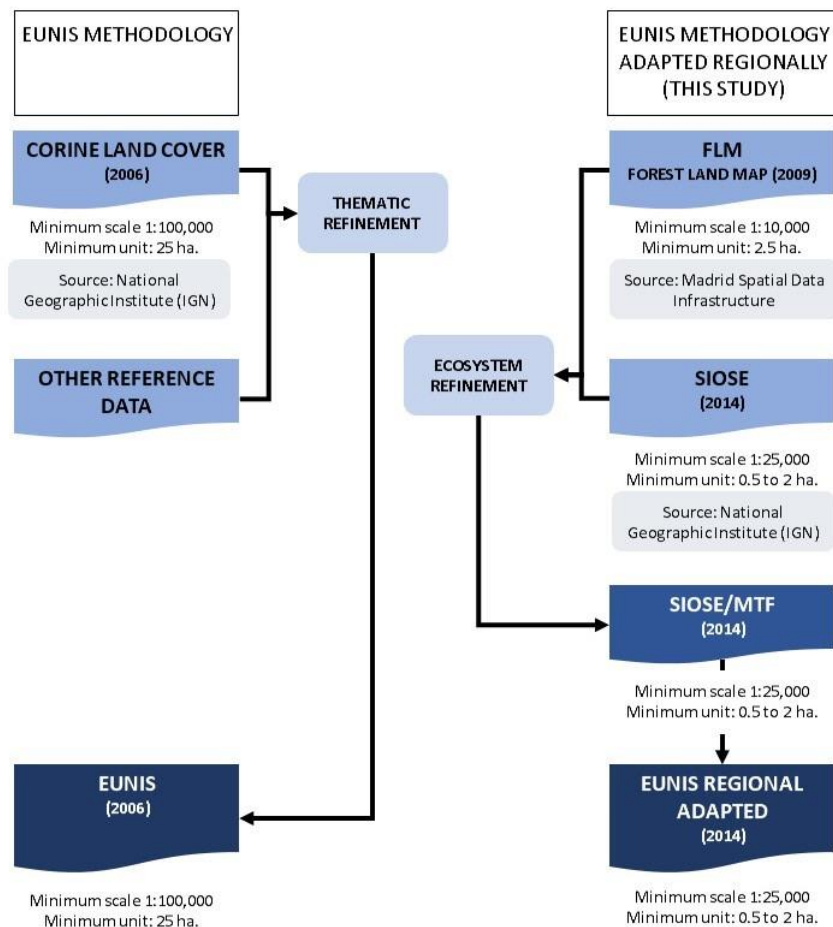 EUNIS METHODOLOGY
CORINE LAND COVER
(2006)
Minimum scale 1:100,000
Minimum unit: 25 ha.
Source: National
Geographic Institute (IGN)
OTHER REFERENCE
DATA
THEMATIC
REFINEMENT
EUNIS
(2006)
Minimum scale 1:100,000
Minimum unit: 25 ha.
EUNIS METHODOLOGY
ADAPTED REGIONALLY
(THIS STUDY)
FLM
FOREST LAND MAP (2009)
Minimum scale 1:10,000
Minimum unit: 2.5 ha.
Source: Madrid Spatial Data
Infrastructure
ECOSYSTEM
REFINEMENT
SIOSE
(2014)
Minimum scale 1:25,000
Minimum unit: 0.5 to 2 ha.
Source: National
Geographic Institute (IGN)
SIOSE/MTF
(2014)
Minimum scale 1:25,000
Minimum unit: 0.5 to 2 ha.
EUNIS REGIONAL
ADAPTED
(2014)
Minimum scale 1:25,000
Minimum unit: 0.5 to 2 ha.